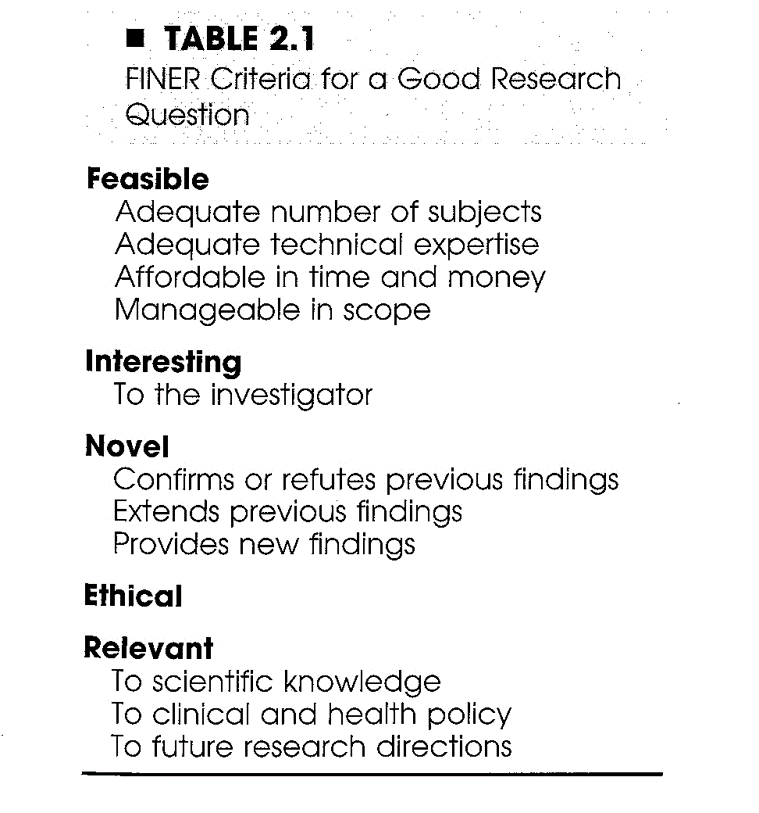 ■ TABLE 2.1
FINER Criteria for a Good Research
Question
Feasible
Adequate number of subjects
Adequate technical expertise
Affordable in time and money
Manageable in scope
Interesting
To the investigator
Novel
Confirms or refutes previous findings
Extends previous findings
Provides new findings
Ethical
Relevant
To scientific knowledge
To clinical and health policy
To future research directions